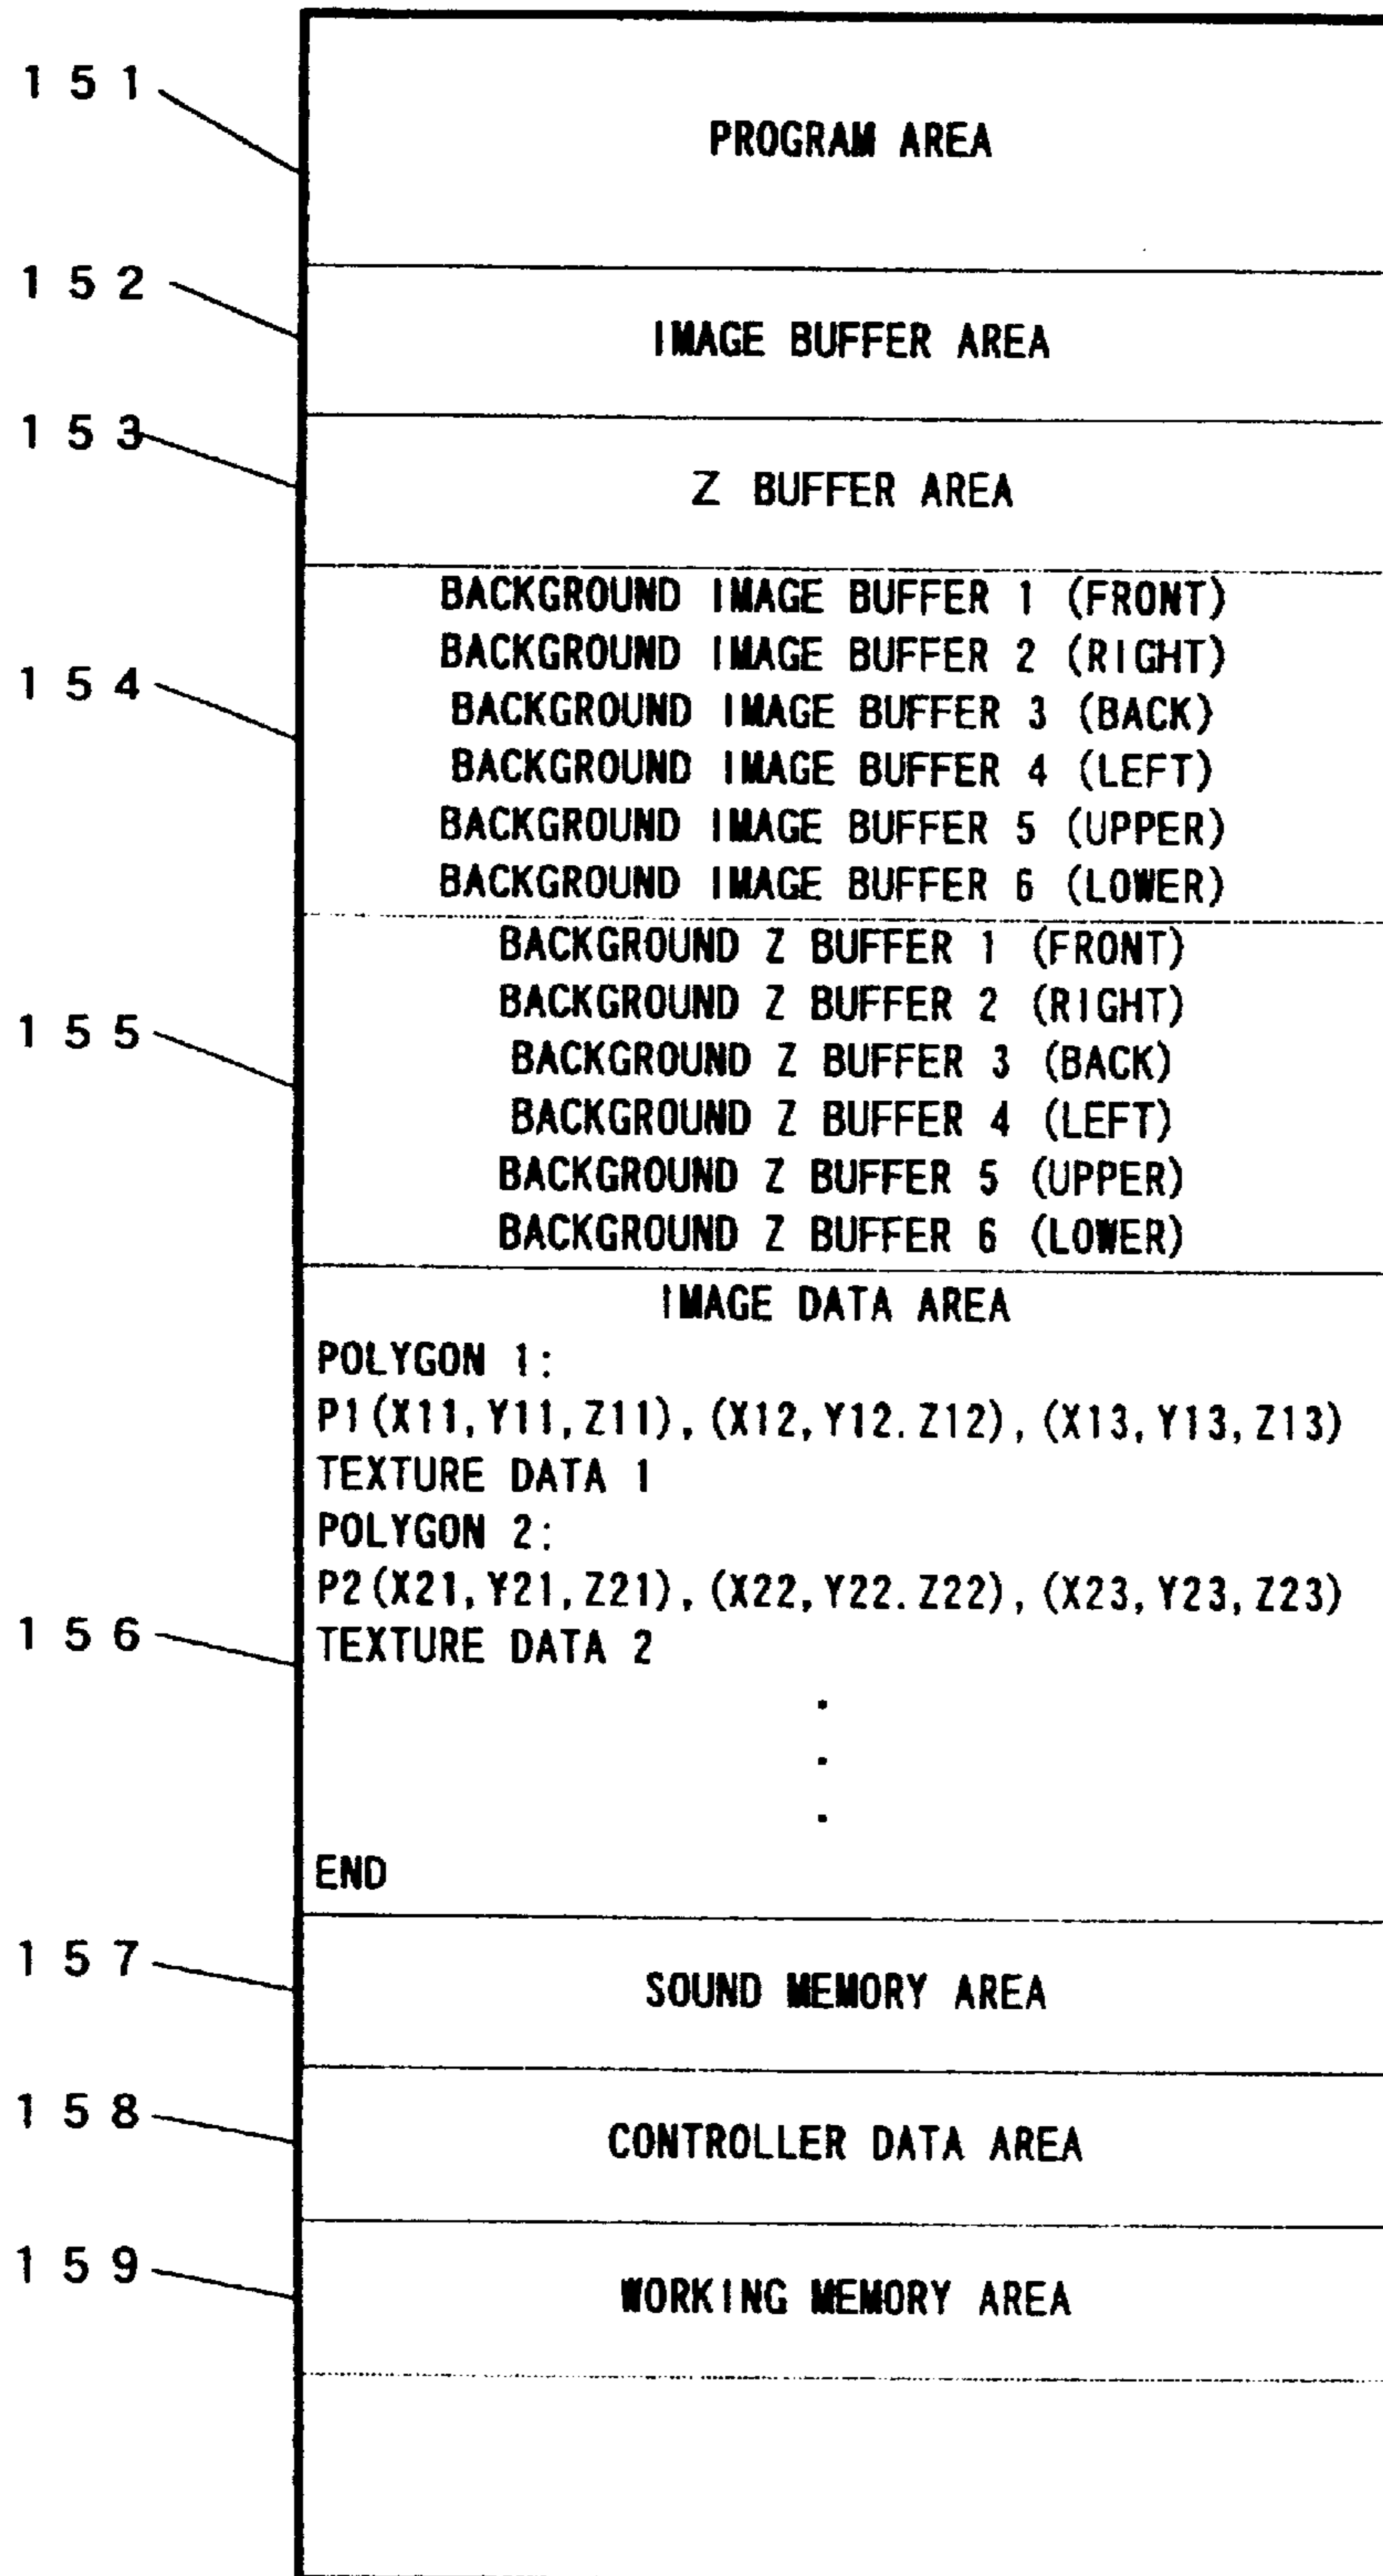 151
PROGRAM AREA
152
IMAGE BUFFER AREA
153
Z BUFFER AREA
154
BACKGROUND IMAGE BUFFER 1 (FRONT)
BACKGROUND IMAGE BUFFER 2 (RIGHT)
BACKGROUND IMAGE BUFFER 3 (BACK)
BACKGROUND IMAGE BUFFER 4 (LEFT)
BACKGROUND IMAGE BUFFER 5 (UPPER)
BACKGROUND IMAGE BUFFER 6 (LOWER)
155
BACKGROUND Z BUFFER 1 (FRONT)
BACKGROUND Z BUFFER 2 (RIGHT)
BACKGROUND Z BUFFER 3 (BACK)
BACKGROUND Z BUFFER 4 (LEFT)
BACKGROUND Z BUFFER 5 (UPPER)
BACKGROUND Z BUFFER 6 (LOWER)
156
IMAGE DATA AREA
POLYGON 1:
P1(X11,Y11,Z11),(X12,Y12.Z12),(X13,Y13,Z13)
TEXTURE DATA 1
POLYGON 2:
P2(X21,Y21,Z21),(X22,Y22.Z22),(X23,Y23,Z23)
TEXTURE DATA 2
.
.
.
END
157
SOUND MEMORY AREA
158
CONTROLLER DATA AREA
159
WORKING MEMORY AREA